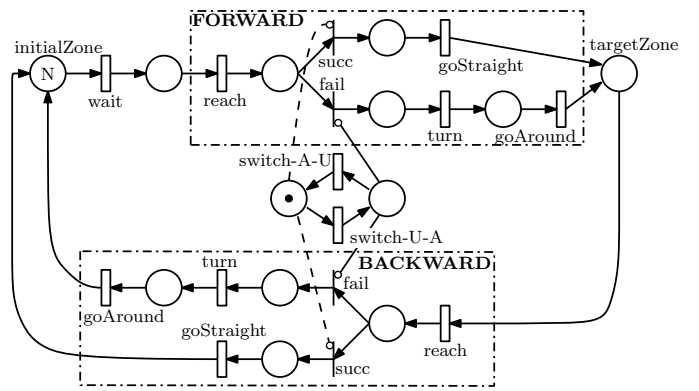 FORWARD
initialZone
N
wait
reach
succ
fail
goStraight
turn
goAround
targetZone
switch-A-U
switch-U-A
BACKWARD
turn
fail
goAround
goStraight
succ
reach